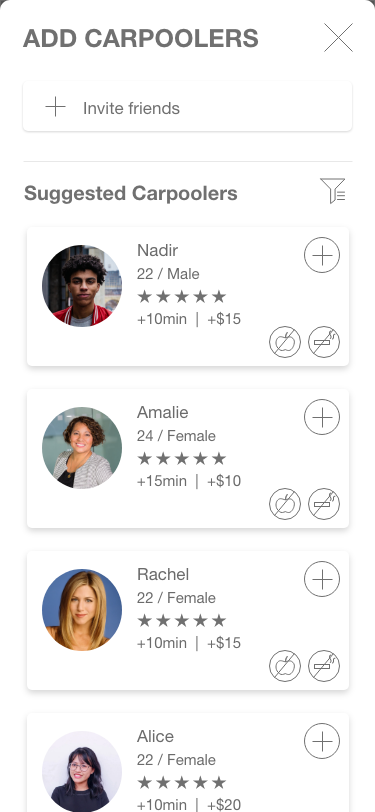 ADD CARPOOLERS
Invite friends
Suggested Carpoolers
Nadir
22 / Male
★★★★★
+10min | +$15
Amalie
24 / Female
★★★★★
+15min | +$10
Rachel
22 / Female
★★★★★
+10min | +$15
Alice
22 / Female
★★★★★
+10min | +$20